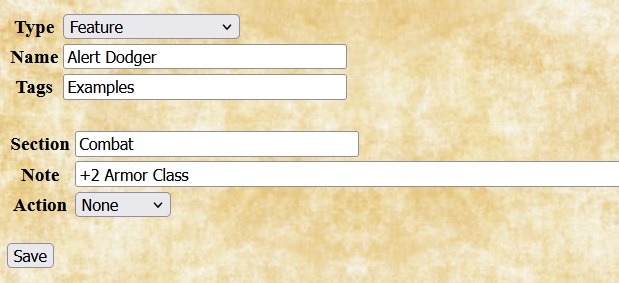 Type Feature
Name Alert Dodger
Tags Examples
Section Combat
Note +2 Armor Class
Action None
Save